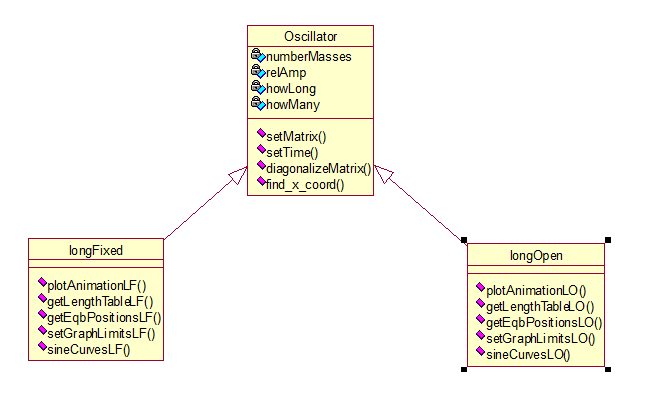 Oscillator
numberMasses
relAmp
howLong
howMany
setMatrix()
setTime()
diagonalizeMatrix()
find_x_coord()
longFixed
plotAnimationLF()
getLengthTableLF()
getEqbPositionsLF()
setGraphLimitsLF()
sineCurvesLF()
longOpen
plotAnimationLO()
getLengthTableLO()
getEqbPositionsLO()
setGraphLimitsLO()
sineCurvesLO()